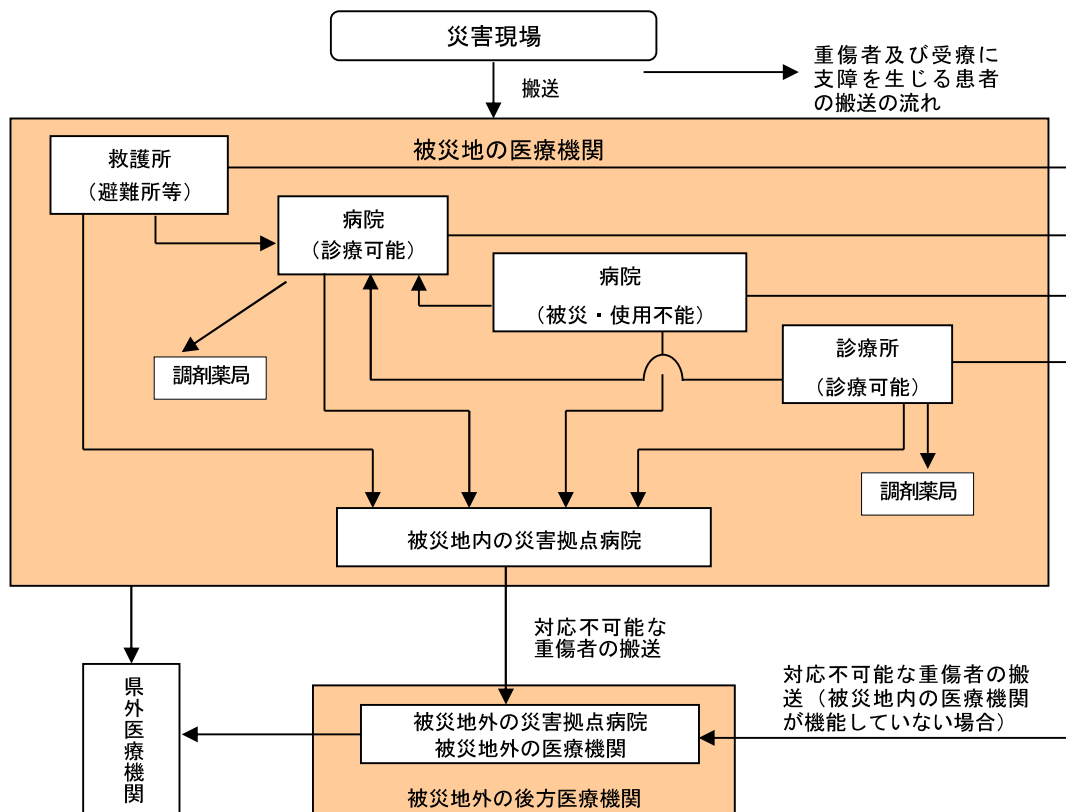 災害現場
搬送
重傷者及び受療に
支障を生じる患者
の搬送の流れ
被災地の医療機関
救護所
（避難所等）
病院
（診療可能）
病院
（被災・使用不能）
診療所
（診療可能）
調剤薬局
調剤薬局
被災地内の災害拠点病院
対応不可能な
重傷者の搬送
対応不可能な重傷者の搬
送（被災地内の医療機関
が機能していない場合）
県外医療機関
被災地外の災害拠点病院
被災地外の医療機関
被災地外の後方医療機関